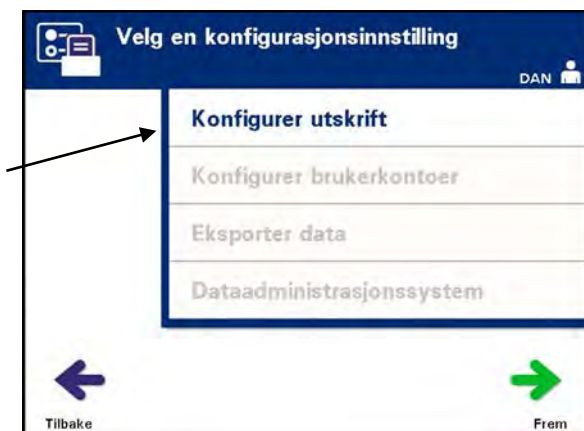 Velg en konfigurasjonsinnstilling
DAN
Konfigurer utskrift
Konfigurer brukerkontoer
Eksporter data
Dataadministrasjonssystem
Tilbake
Frem